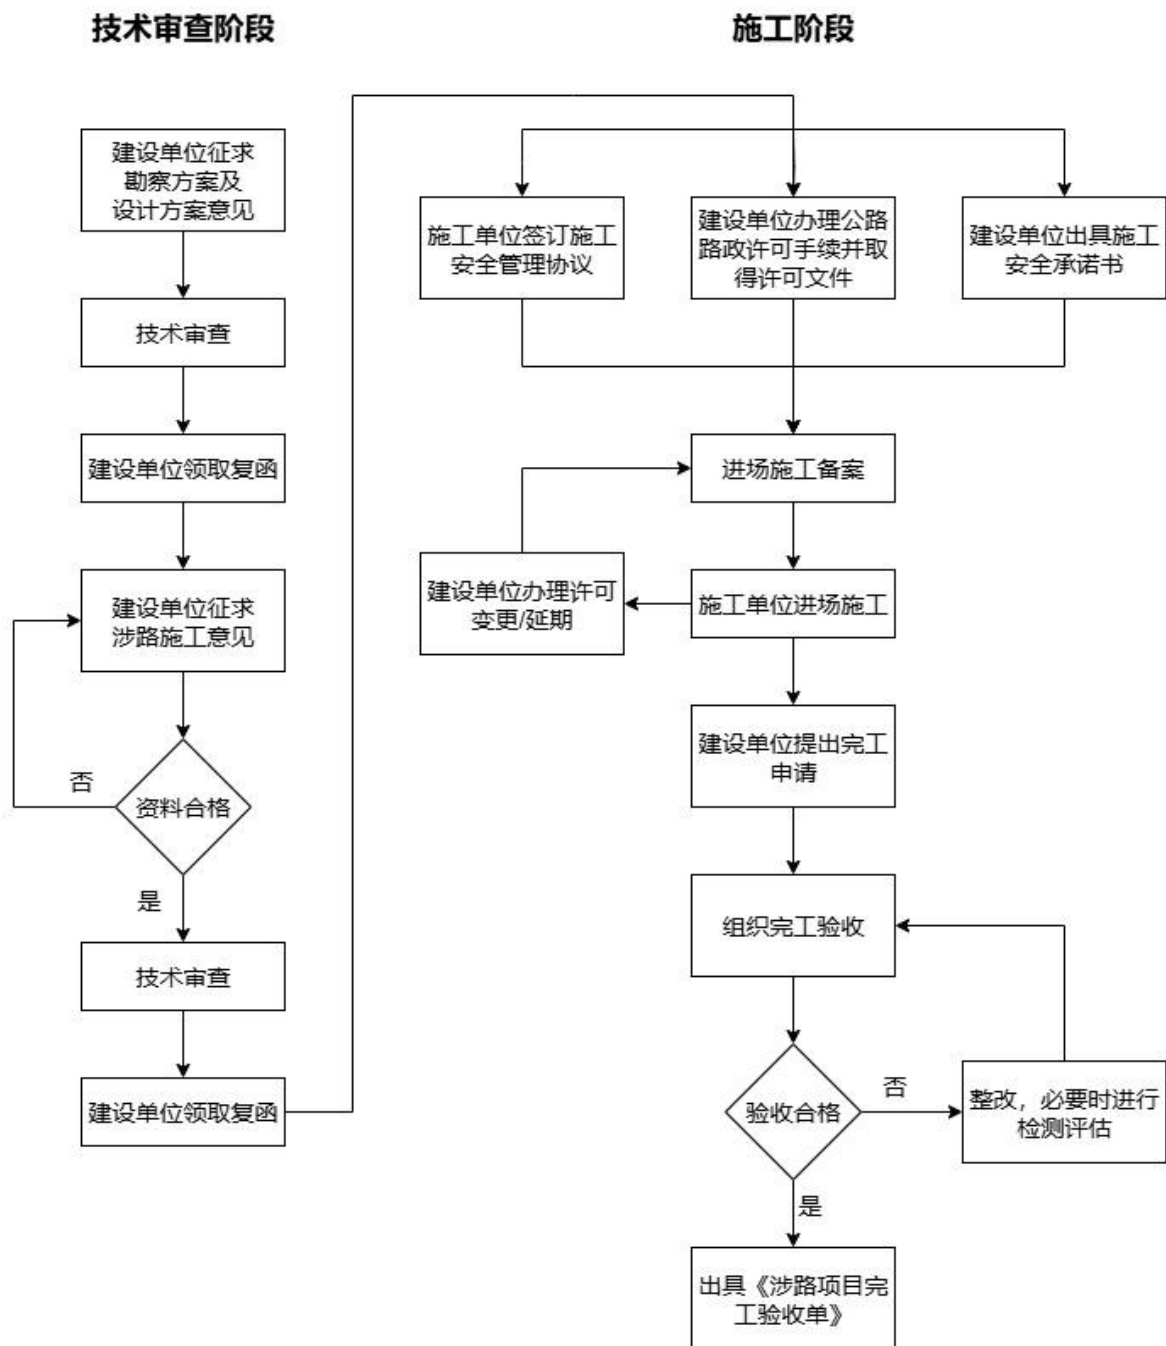 技术审查阶段
建设单位征求
勘察方案及
设计方案意见
技术审查
建设单位领取复函
建设单位征求
涉路施工意见
否
资料合格
是
技术审查
建设单位领取复函
施工阶段
施工单位签订施工
安全管理协议
建设单位办理公路
路政许可手续并取
得许可文件
建设单位出具施工
安全承诺书
进场施工备案
建设单位办理许可
变更/延期
施工单位进场施工
建设单位提出完工
申请
组织完工验收
验收合格
否
整改，必要时进行
检测评估
是
出具《涉路项目完
工验收单》